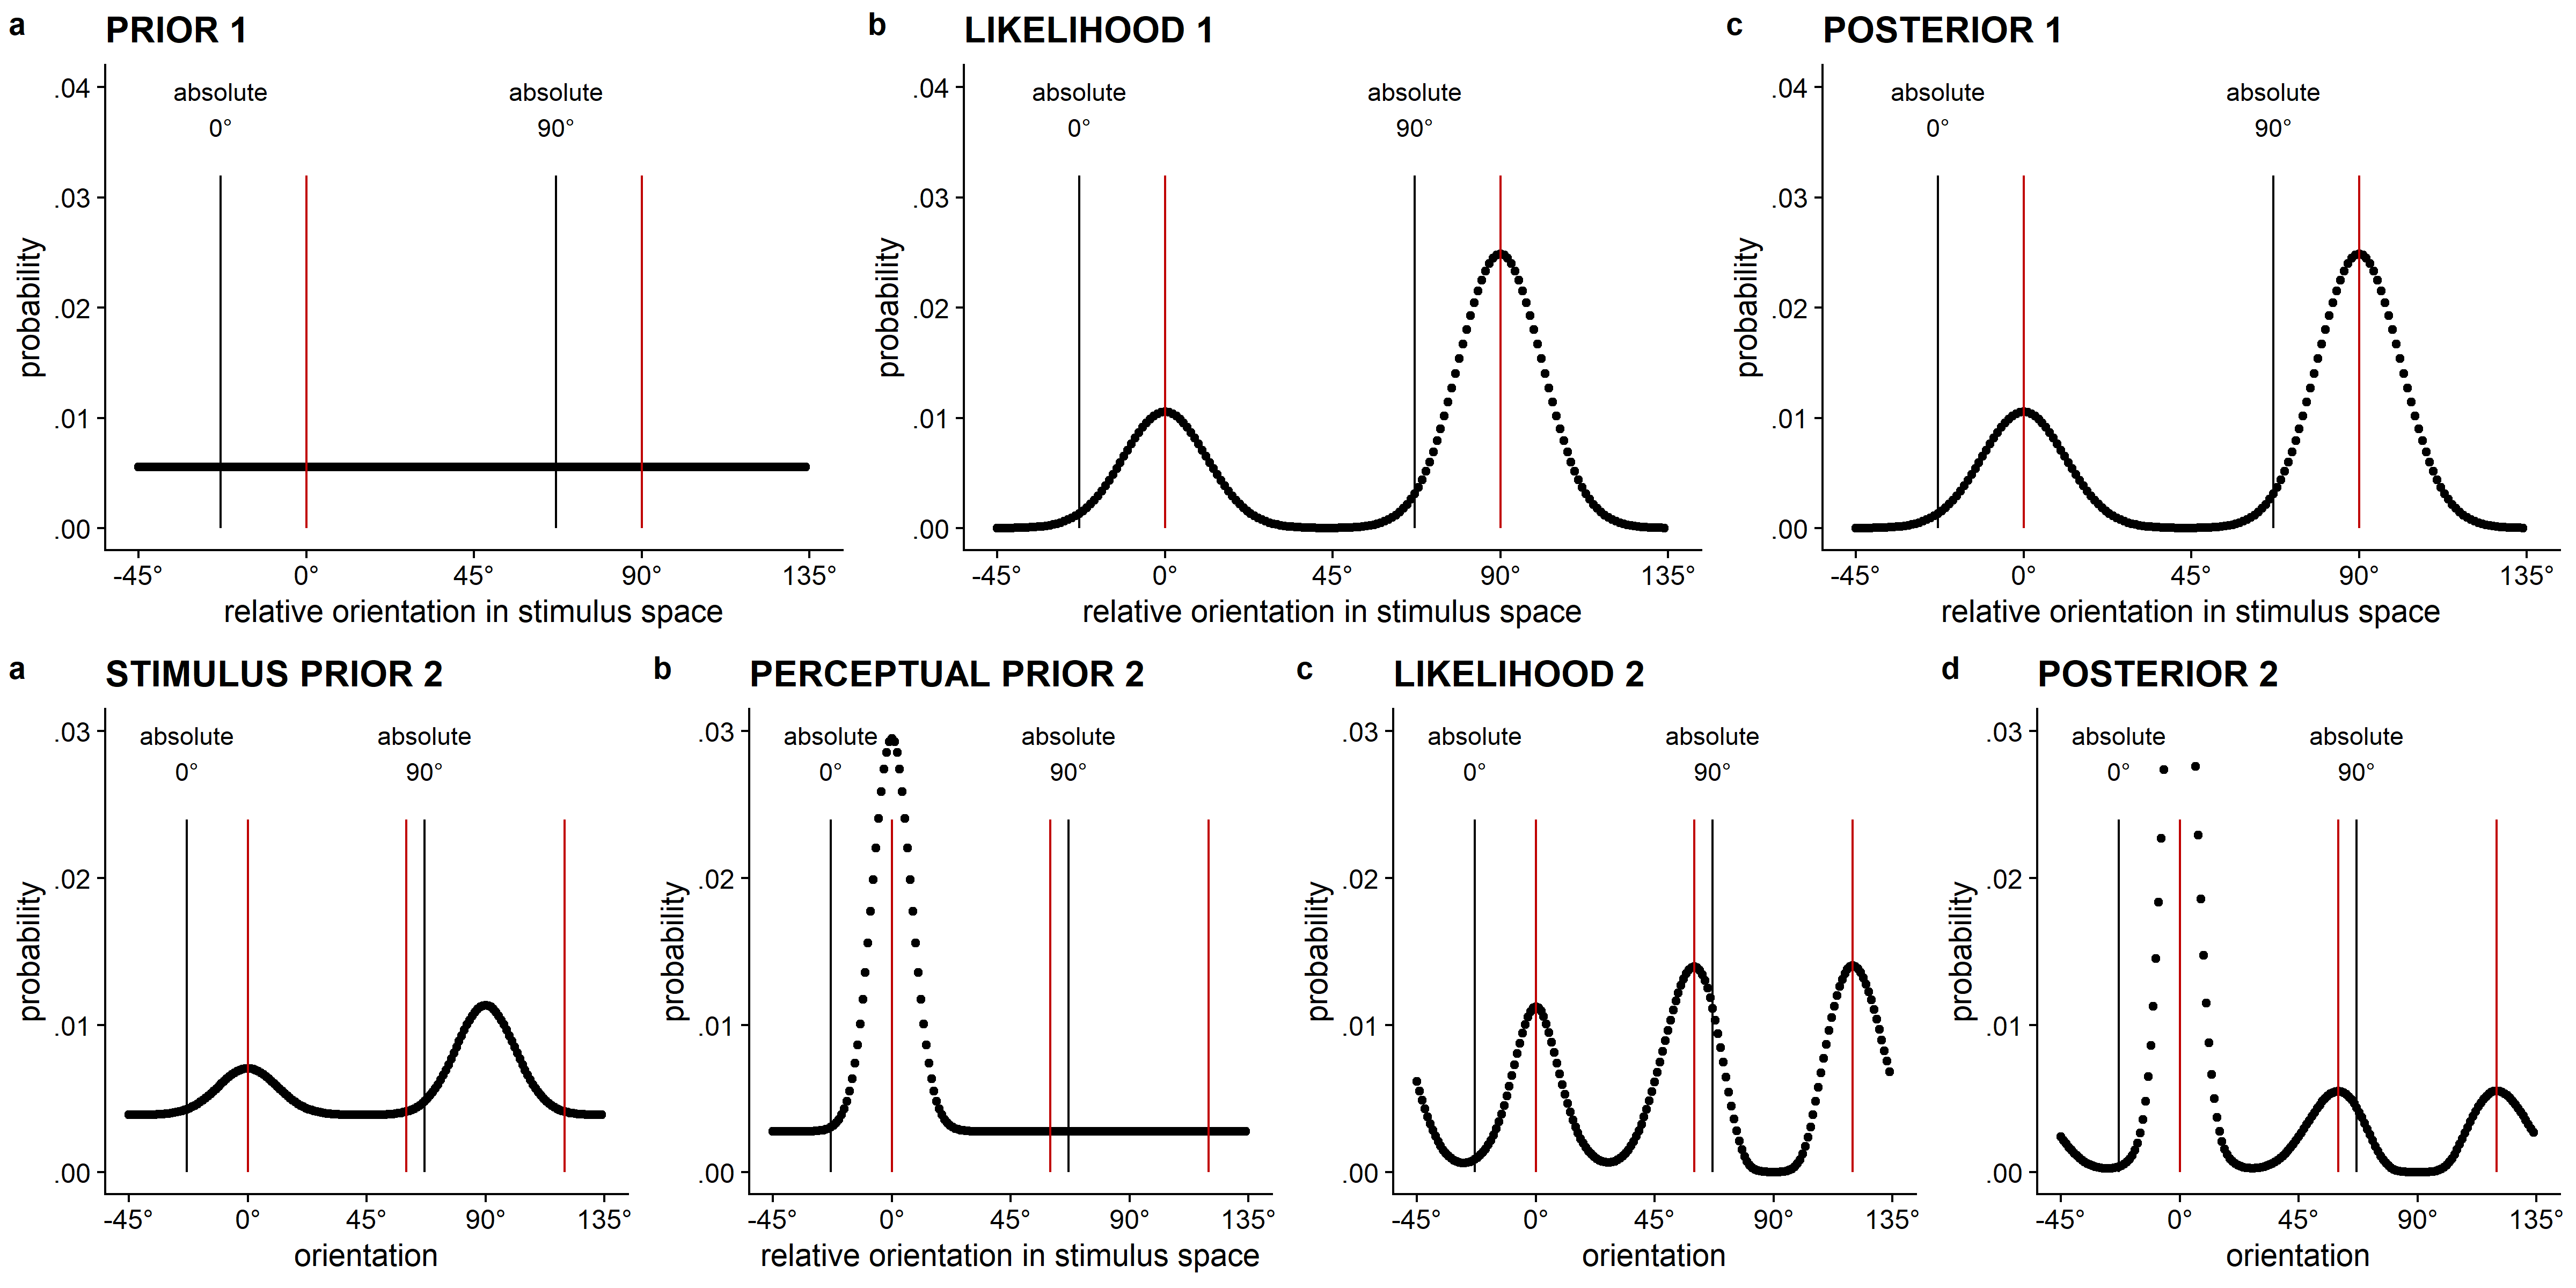 a PRIOR 1
.04
.03
.02
.01
.00
absolute
0°
absolute
90°
probability
-45° 0° 45° 90° 135°
relative orientation in stimulus space
b LIKELIHOOD 1
.04
.03
.02
.01
.00
absolute
0°
absolute
90°
probability
-45° 0° 45° 90° 135°
relative orientation in stimulus space
c POSTERIOR 1
.04
.03
.02
.01
.00
absolute
0°
absolute
90°
probability
-45° 0° 45° 90° 135°
relative orientation in stimulus space
a STIMULUS PRIOR 2
.03
.02
.01
.00
absolute
0°
absolute
90°
probability
-45° 0° 45° 90° 135°
orientation
b PERCEPTUAL PRIOR 2
.03
.02
.01
.00
absolute
0°
absolute
90°
probability
-45° 0° 45° 90° 135°
relative orientation in stimulus space
c LIKELIHOOD 2
.03
.02
.01
.00
absolute
0°
absolute
90°
probability
-45° 0° 45° 90° 135°
orientation
d POSTERIOR 2
.03
.02
.01
.00
absolute
0°
absolute
90°
probability
-45° 0° 45° 90° 135°
orientation